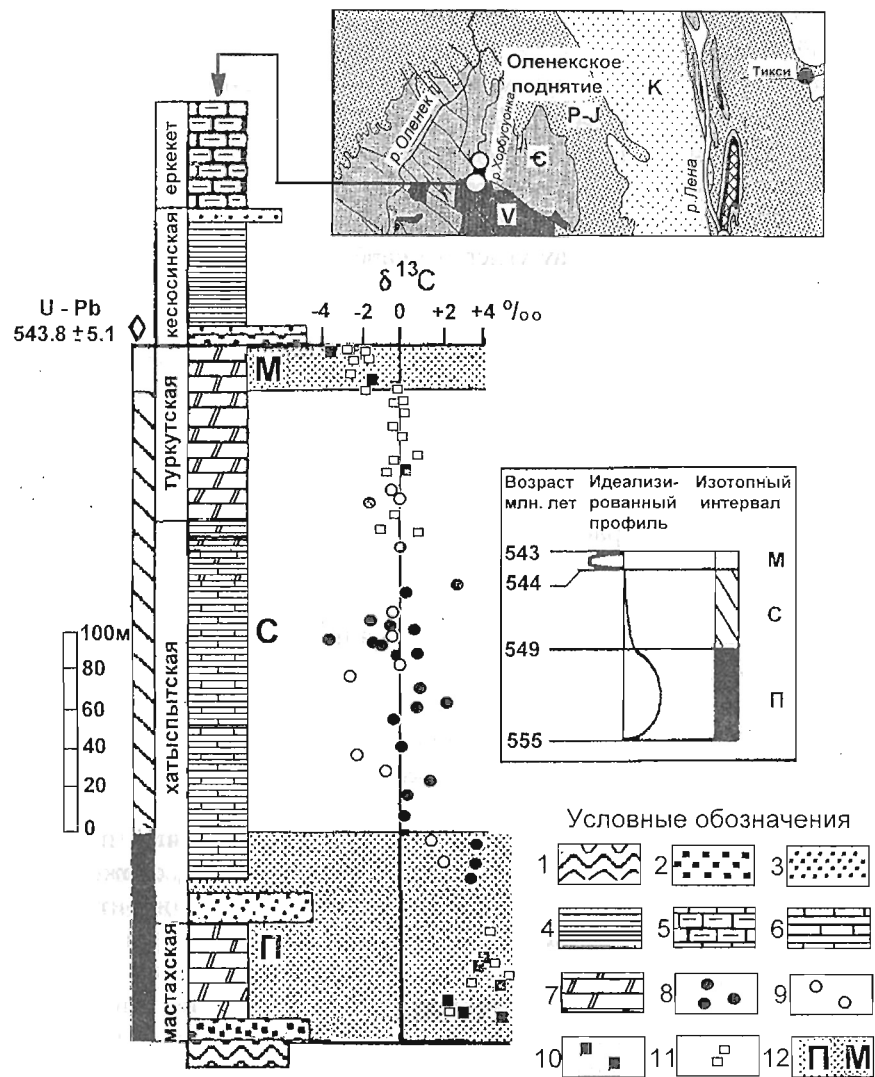 Оленекское
поднятие
P-J
K
Тикси
р. Оленек
р. Хорбусуонка
Є
V
р. Лена
еркекет
кесюсинская
туркутская
хатыспытская
мастахская
U - Pb
543.8 ± 5.1
δ 13C
-4 -2 0 +2 +4 ‰
М
С
П
100м
80
60
40
20
0
Возраст Идеализи- Изотопный
млн. лет рованный интервал
профиль
543
544
549
555
М
С
П
Условные обозначения
1 2 3
4 5 6
7 8 9
10 11 12 П М